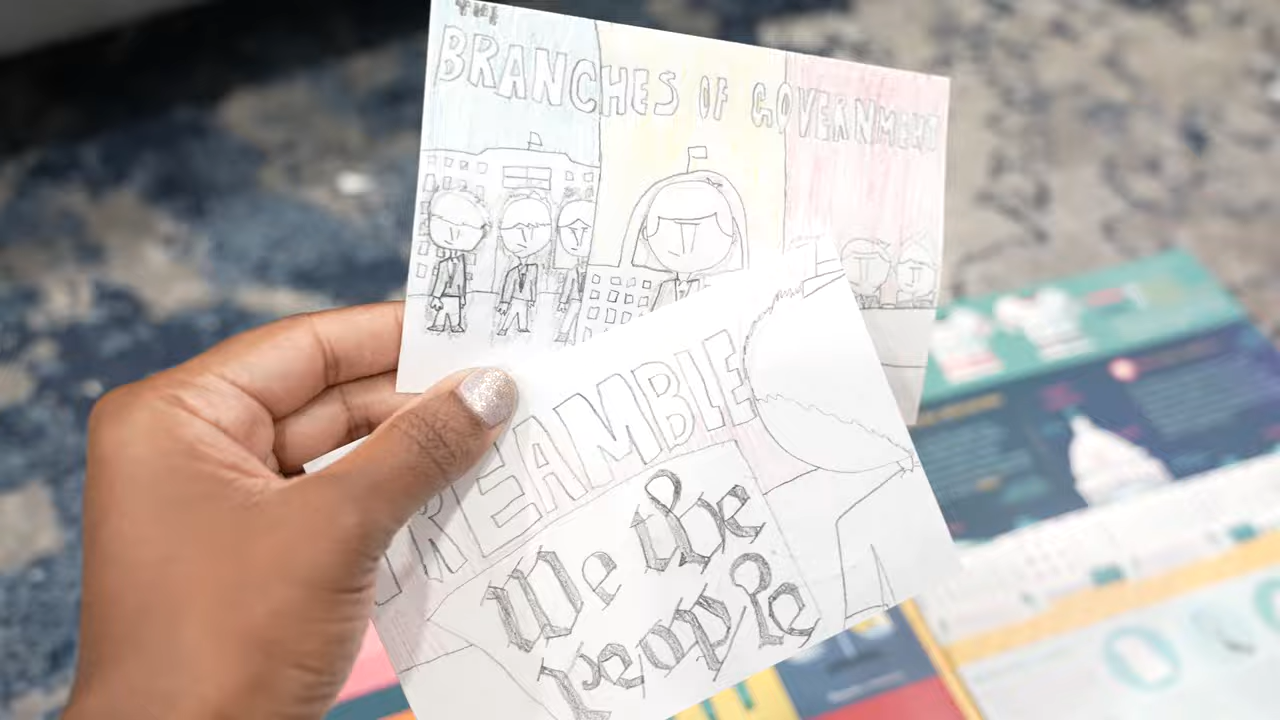 THE
BRANCHES OF GOVERNMENT
PREAMBLE
We the
People